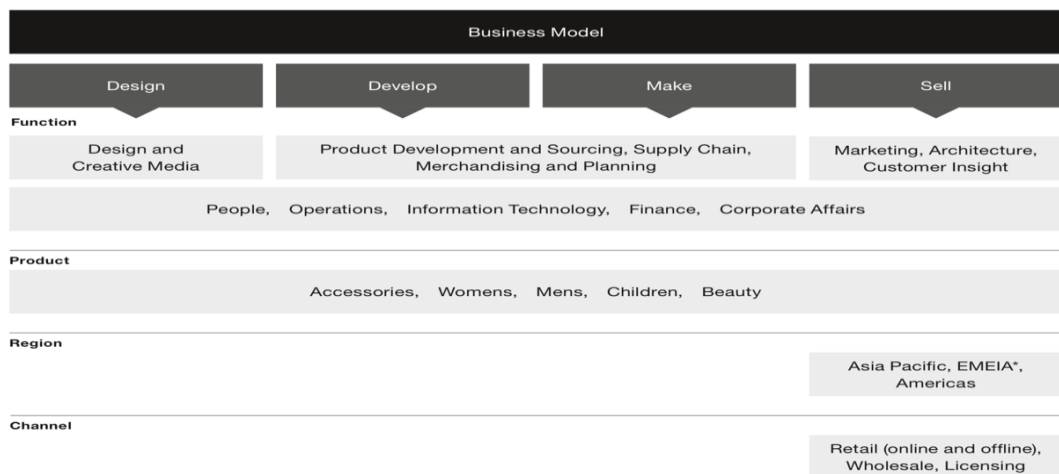 Business Model
Design
Develop
Make
Sell
Function
Design and
Creative Media
Product Development and Sourcing, Supply Chain,
Merchandising and Planning
Marketing, Architecture,
Customer Insight
People, Operations, Information Technology, Finance, Corporate Affairs
Product
Accessories, Womens, Mens, Children, Beauty
Region
Asia Pacific, EMEIA*,
Americas
Channel
Retail (online and offline),
Wholesale, Licensing